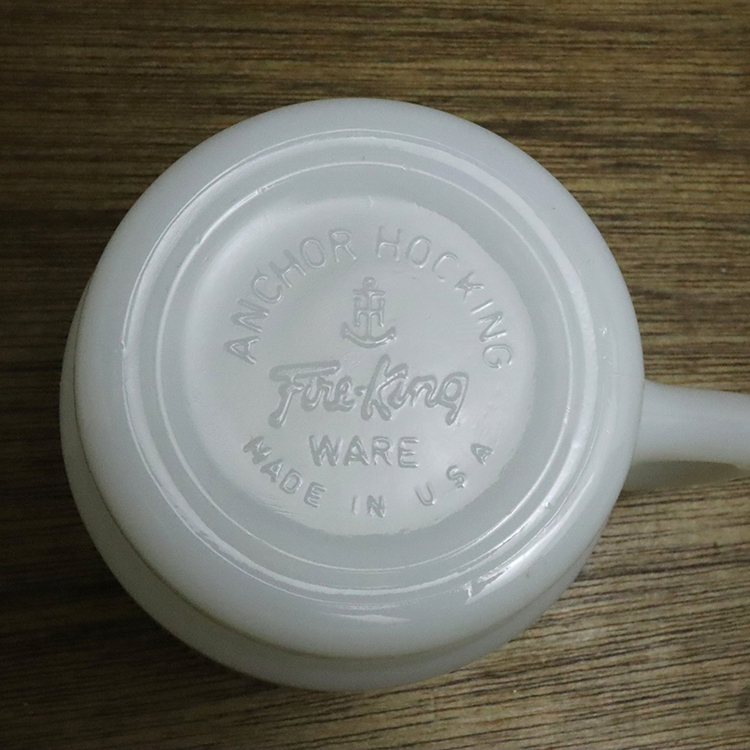 ANCHOR HOCKING
Fire-King
WARE
MADE IN USA